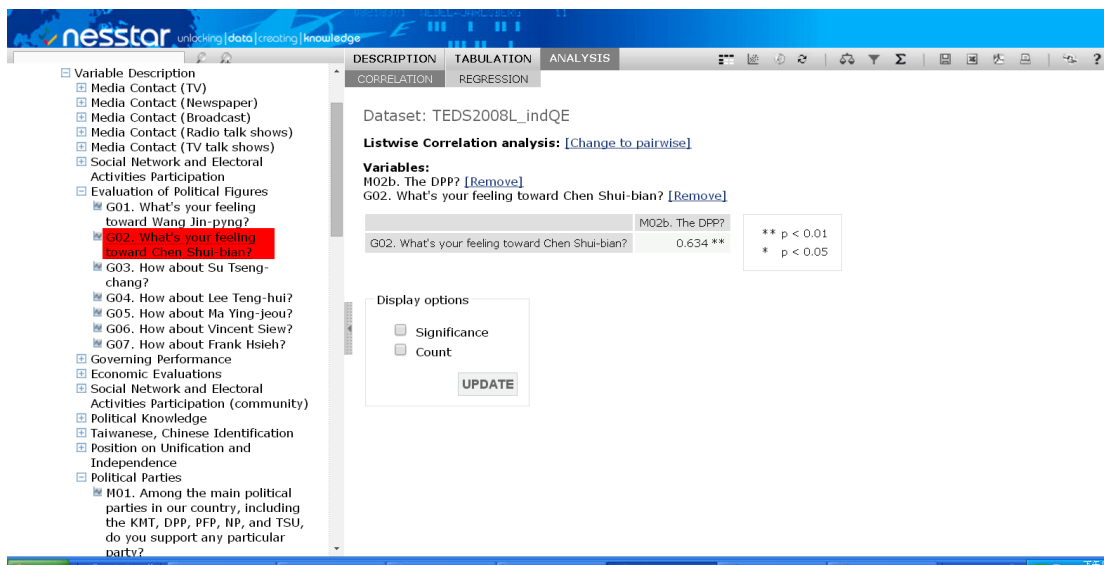 nesstar unlocking|data|creating|knowledge
DESCRIPTION TABULATION ANALYSIS
CORRELATION REGRESSION
Variable Description
Media Contact (TV)
Media Contact (Newspaper)
Media Contact (Broadcast)
Media Contact (Radio talk shows)
Media Contact (TV talk shows)
Social Network and Electoral
Activities Participation
Evaluation of Political Figures
G01. What's your feeling
toward Wang Jin-pyng?
G02. What's your feeling
toward Chen Shui-bian?
G03. How about Su Tseng-
chang?
G04. How about Lee Teng-hui?
G05. How about Ma Ying-jeou?
G06. How about Vincent Siew?
G07. How about Frank Hsieh?
Governing Performance
Economic Evaluations
Social Network and Electoral
Activities Participation (community)
Political Knowledge
Taiwanese, Chinese Identification
Position on Unification and
Independence
Political Parties
M01. Among the main political
parties in our country, including
the KMT, DPP, PFP, NP, and TSU,
do you support any particular
party?
Dataset: TEDS2008L_indQE
Listwise Correlation analysis: [Change to pairwise]
Variables:
M02b. The DPP? [Remove]
G02. What's your feeling toward Chen Shui-bian? [Remove]
M02b. The DPP?
G02. What's your feeling toward Chen Shui-bian? 0.634 **
** p < 0.01
* p < 0.05
Display options
Significance
Count
UPDATE